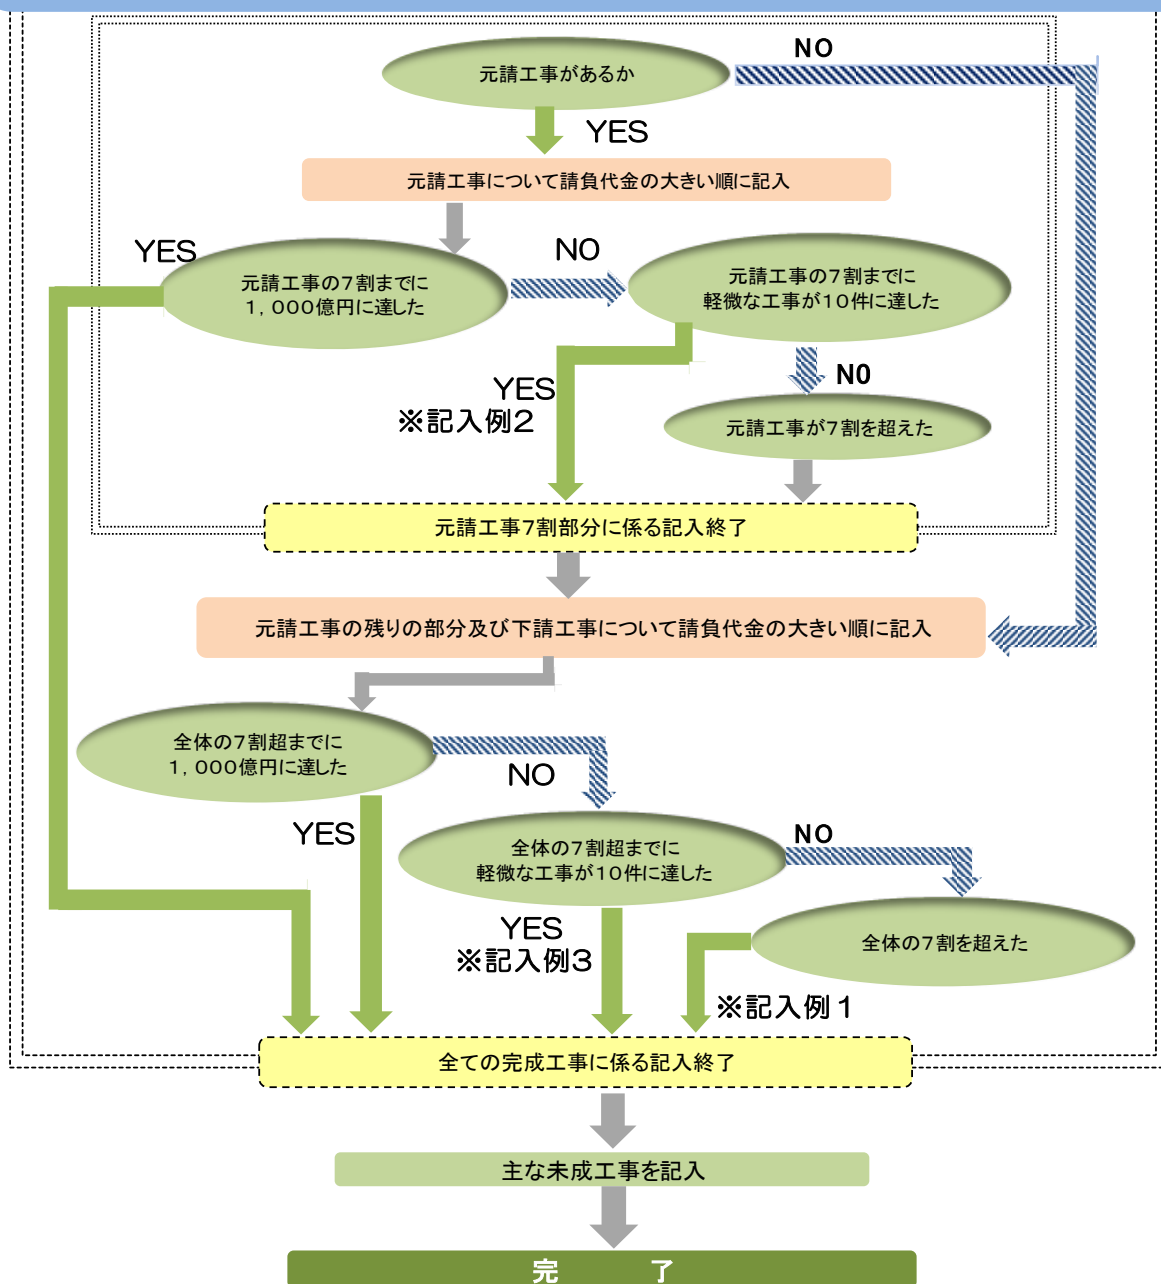 元請工事があるか
NO
YES
元請工事について請負代金の大きい順に記入
YES
元請工事の７割までに
１，０００億円に達した
NO
元請工事の７割までに
軽微な工事が１０件に達した
YES
※記入例２
NO
元請工事が７割を超えた
元請工事７割部分に係る記入終了
元請工事の残りの部分及び下請工事について請負代金の大きい順に記入
全体の７割超までに
１，０００億円に達した
NO
YES
全体の７割超までに
軽微な工事が１０件に達した
NO
YES
※記入例３
全体の７割を超えた
※記入例１
全ての完成工事に係る記入終了
主な未成工事を記入
完　　　了